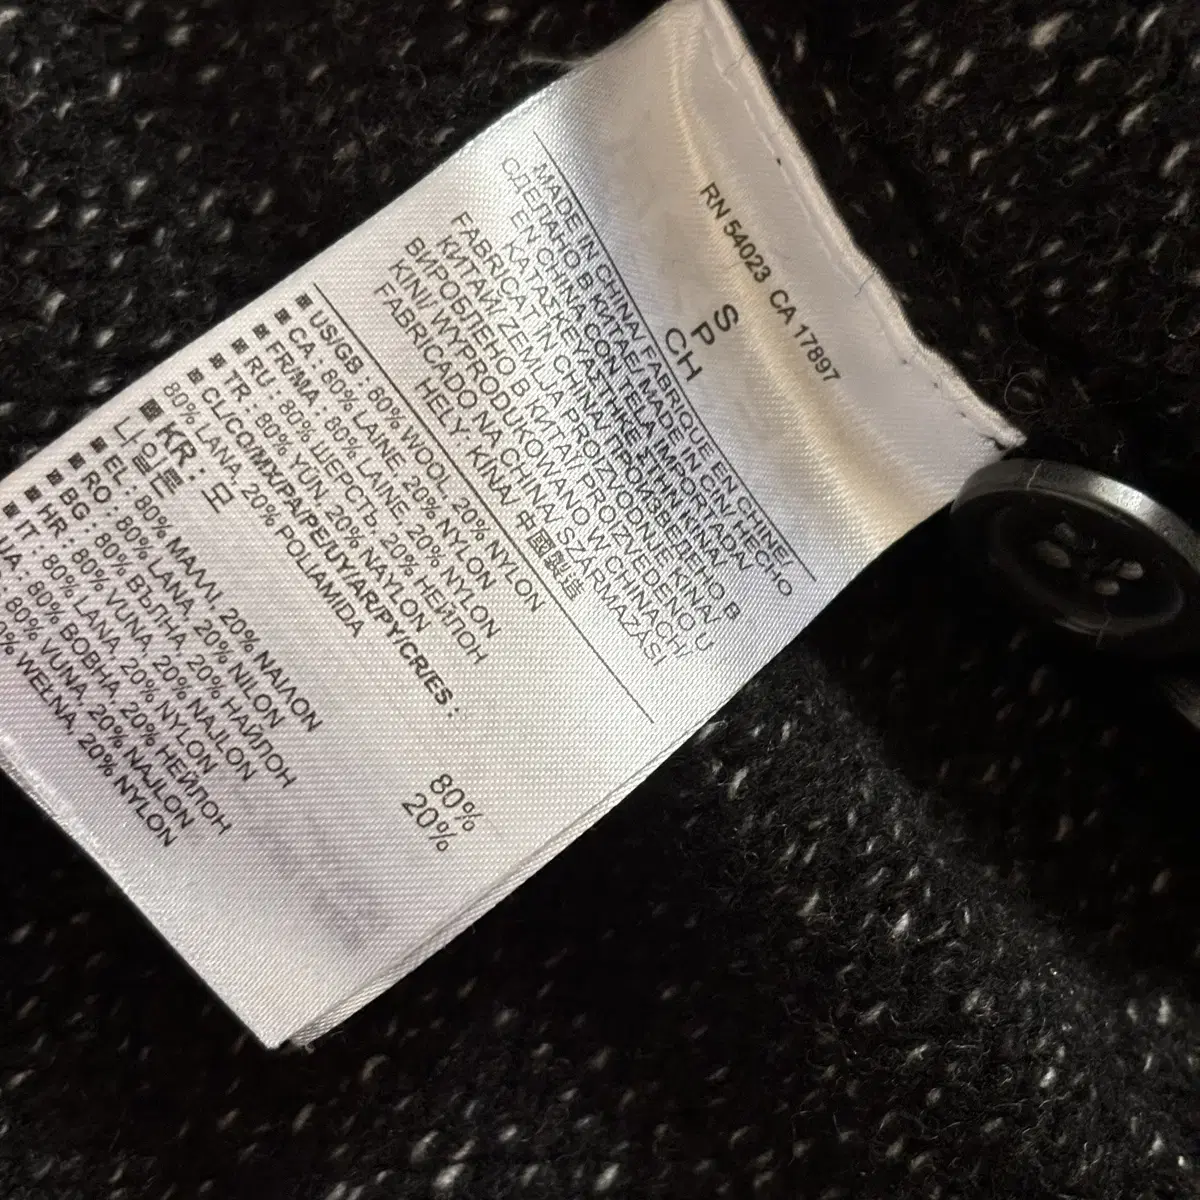 RN 54023 CA 17897
S
P
CH
MADE IN CHINA/ FABRIQUE EN CHINE/
СДЕЛАНО В КИТАЕ/ MADE IN CIN/ HECHO
EN CHINA CON TELA IMPORTADA/
ΚΑΤΑΣΚΕΥΑΣΤΗΚΕ ΣΤΗΝ ΚΙΝΑ/
FABRICAT IN CHINA/ ПРОИЗВЕДЕНО В
КИТАЙ/ ZEMLJA PROIZVODNJE KINA/
ВИРОБЛЕНО В КИТАЇ/ PROIZVEDENO U
KINI/ WYPRODUKOWANO W CHINACH/
FABRICADO NA CHINA/ SZÁRMAZÁSI
HELY: KÍNA/ 中國製造
US/GB : 80% WOOL, 20% NYLON
CA : 80% LAINE, 20% NYLON
FR/MA : 80% LAINE, 20% NYLON
RU : 80% ШЕРСТЬ, 20% НЕЙЛОН
TR : 80% YÜN, 20% NAYLON
CL/CO/MX/PA/PE/UY/AR/PY/CR/ES :
80% LANA, 20% POLIAMIDA
KR : 모 80%
나일론 20%
EL : 80% ΜΑΛΛΙ, 20% ΝΑΙΛΟΝ
RO : 80% LANA, 20% NILON
BG : 80% ВЪЛНА, 20% НАЙЛОН
HR : 80% VUNA, 20% NAJLON
IT : 80% LANA, 20% NYLON
UA : 80% ВОВНА, 20% НЕЙЛОН
80% VUNA, 20% NAJLON
WEŁNA, 20% NYLON